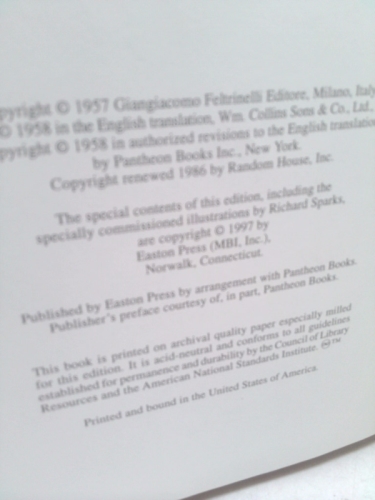 pyright © 1957 Giangiacomo Feltrinelli Editore, Milano, Italy
© 1958 in the English translation, Wm. Collins Sons & Co., Ltd.,
pyright © 1958 in authorized revisions to the English translation
by Pantheon Books Inc., New York.
Copyright renewed 1986 by Random House, Inc.
The special contents of this edition, including the
specially commissioned illustrations by Richard Sparks,
are copyright © 1997 by
Easton Press (MBI, Inc.),
Norwalk, Connecticut.
Published by Easton Press by arrangement with Pantheon Books.
Publisher's preface courtesy of, in part, Pantheon Books.
This book is printed on archival quality paper especially milled
for this edition. It is acid-neutral and conforms to all guidelines
established for permanence and durability by the Council of Library
Resources and the American National Standards Institute. ♾™
Printed and bound in the United States of America.